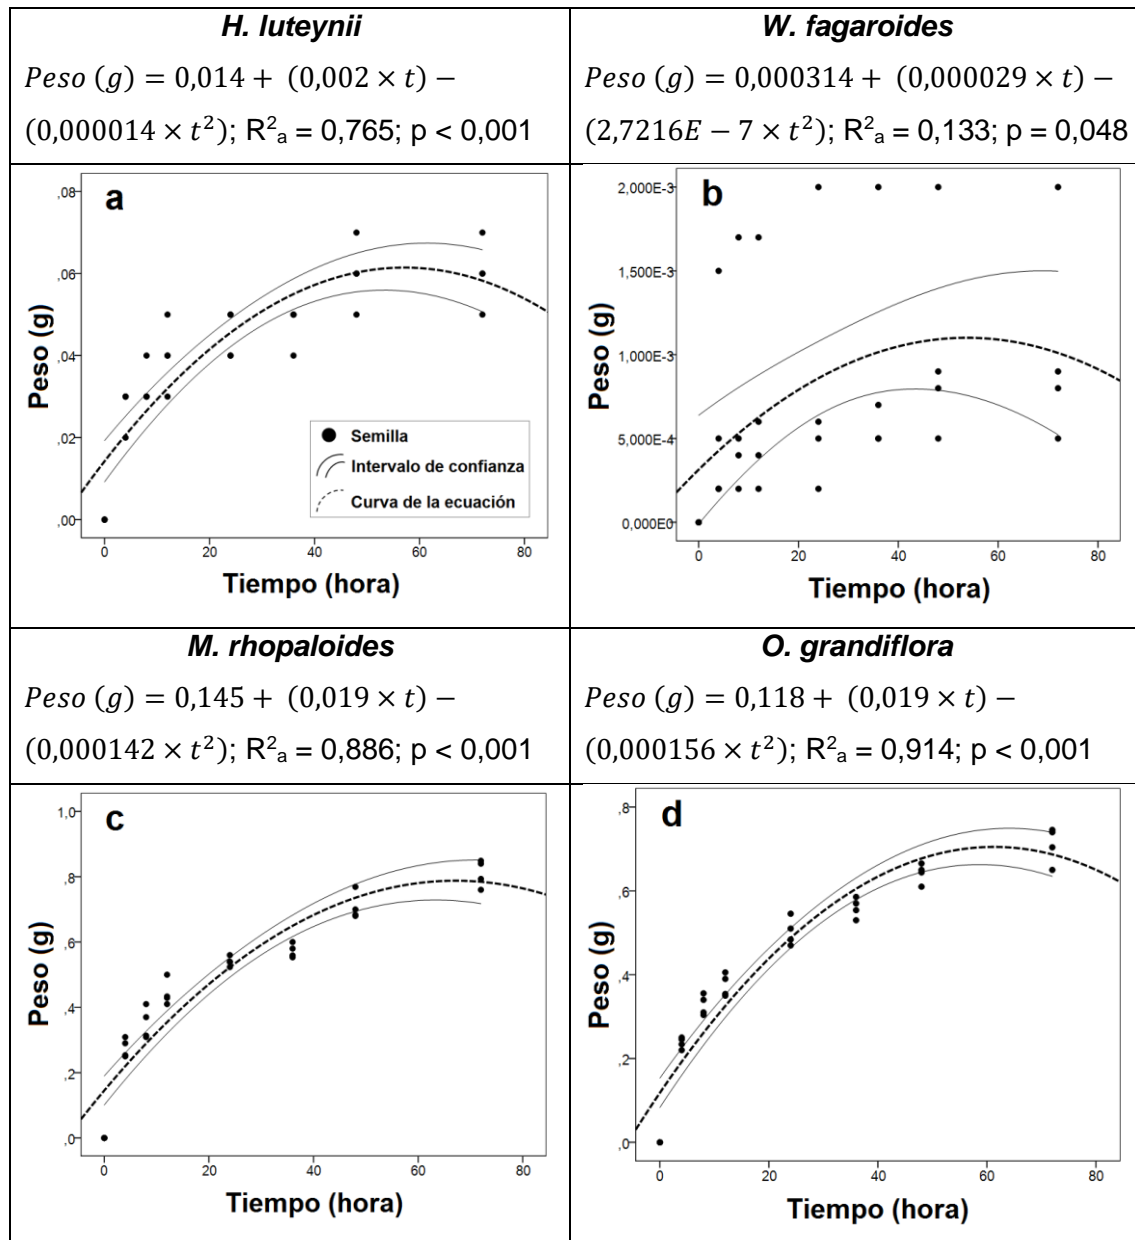 H. luteynii
Peso (g) = 0,014 + (0,002 × t) −
(0,000014 × t²); R²ₐ = 0,765; p < 0,001
W. fagaroides
Peso (g) = 0,000314 + (0,000029 × t) −
(2,7216E − 7 × t²); R²ₐ = 0,133; p = 0,048
a
,08
,06
,04
,02
,00
0 20 40 60 80
Peso (g)
Tiempo (hora)
Semilla
Intervalo de confianza
Curva de la ecuación
b
2,000E-3
1,500E-3
1,000E-3
5,000E-4
0,000E0
0 20 40 60 80
Peso (g)
Tiempo (hora)
M. rhopaloides
Peso (g) = 0,145 + (0,019 × t) −
(0,000142 × t²); R²ₐ = 0,886; p < 0,001
O. grandiflora
Peso (g) = 0,118 + (0,019 × t) −
(0,000156 × t²); R²ₐ = 0,914; p < 0,001
c
1,0
,8
,6
,4
,2
,0
0 20 40 60 80
Peso (g)
Tiempo (hora)
d
,8
,6
,4
,2
,0
0 20 40 60 80
Peso (g)
Tiempo (hora)